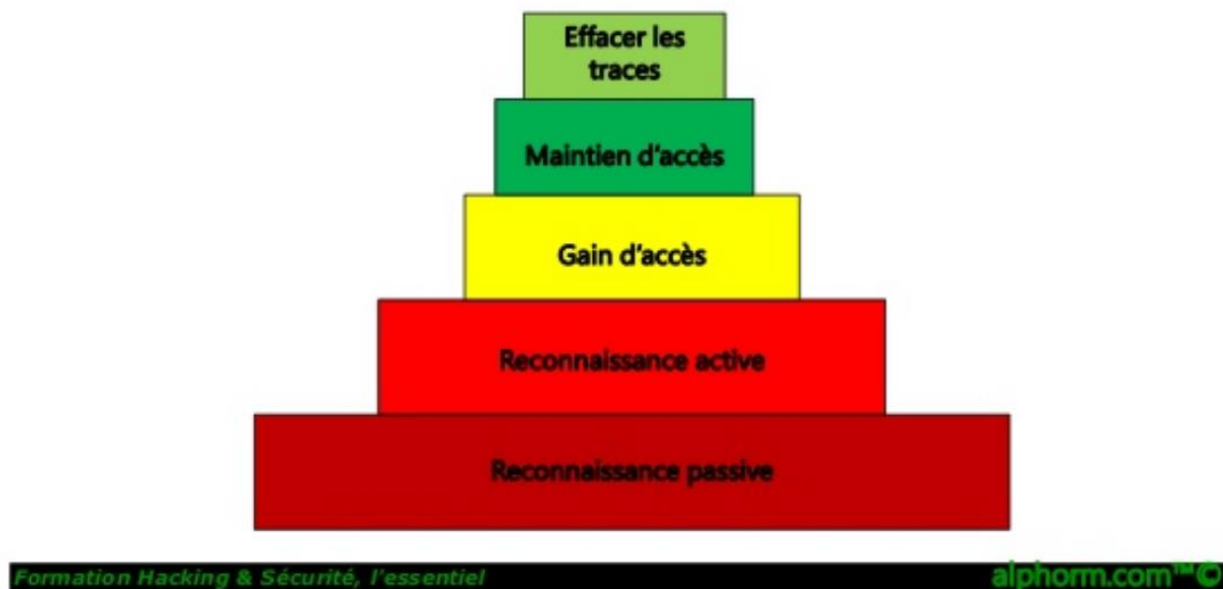 Effacer les
traces
Maintien d'accès
Gain d'accès
Reconnaissance active
Reconnaissance passive
Formation Hacking & Sécurité, l'essentiel
alphorm.com™©